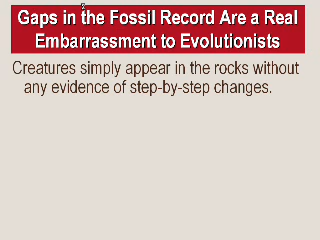 Gaps in the Fossil Record Are a Real
Embarrassment to Evolutionists
Creatures simply appear in the rocks without
any evidence of step-by-step changes.